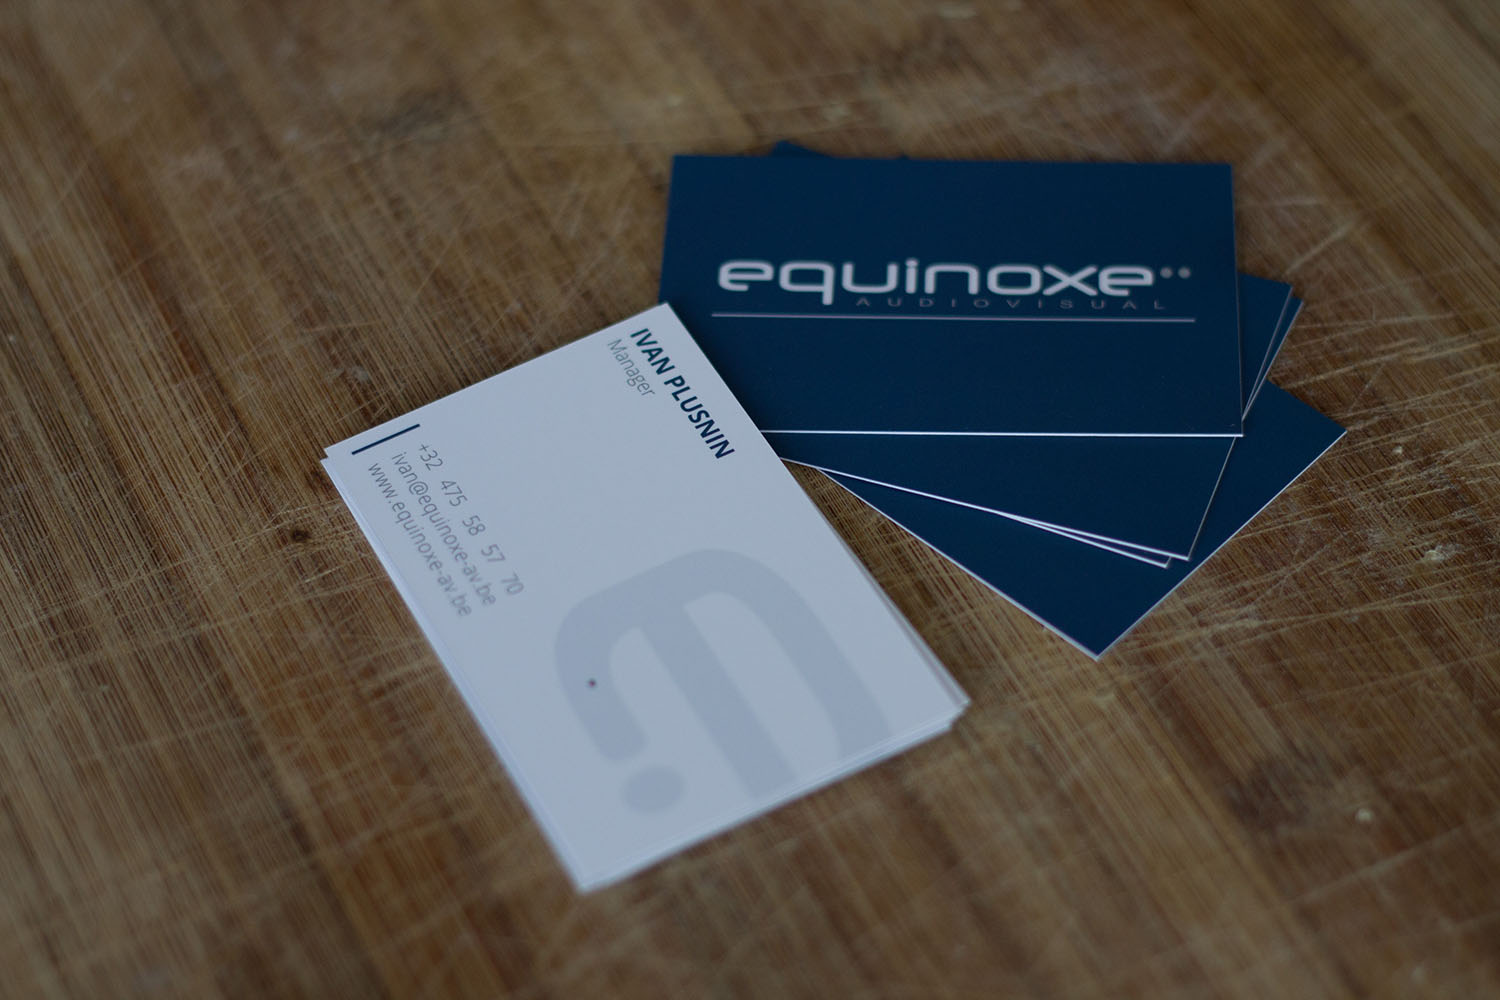 equinoxe
AUDIOVISUAL
IVAN PLUSNIN
Manager
+32 475 58 57 70
ivan@equinoxe-av.be
www.equinoxe-av.be